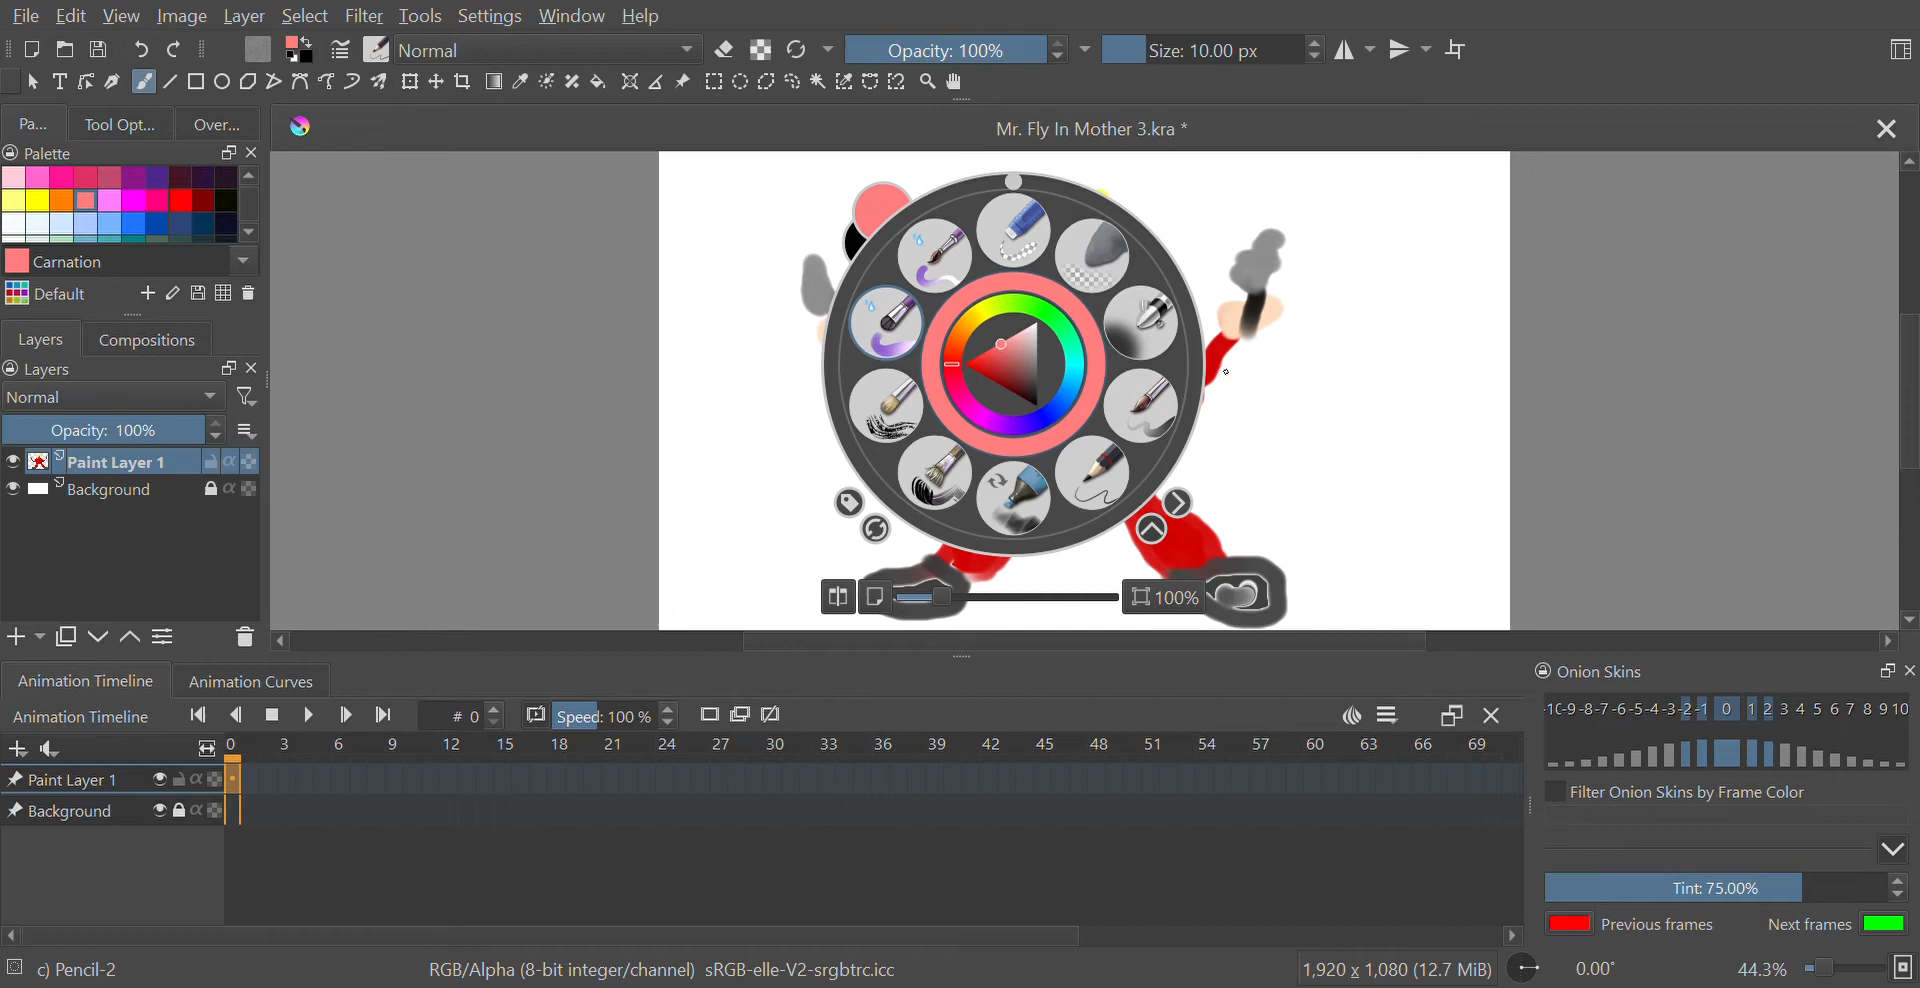 File Edit View Image Layer Select Filter Tools Settings Window Help
Normal Opacity: 100% Size: 10.00 px
Pa... Tool Opt... Over... Mr. Fly In Mother 3.kra *
Palette
Carnation
Default
Layers Compositions
Layers
Normal
Opacity: 100%
Paint Layer 1
Background
100%
Animation Timeline Animation Curves Onion Skins
Animation Timeline # 0 Speed: 100 % -10 -9 -8 -7 -6 -5 -4 -3 -2 -1 0 1 2 3 4 5 6 7 8 9 10
0 3 6 9 12 15 18 21 24 27 30 33 36 39 42 45 48 51 54 57 60 63 66 69
Paint Layer 1 Filter Onion Skins by Frame Color
Background
Tint: 75.00%
Previous frames Next frames
c) Pencil-2 RGB/Alpha (8-bit integer/channel) sRGB-elle-V2-srgbtrc.icc 1,920 x 1,080 (12.7 MiB) 0.00° 44.3%